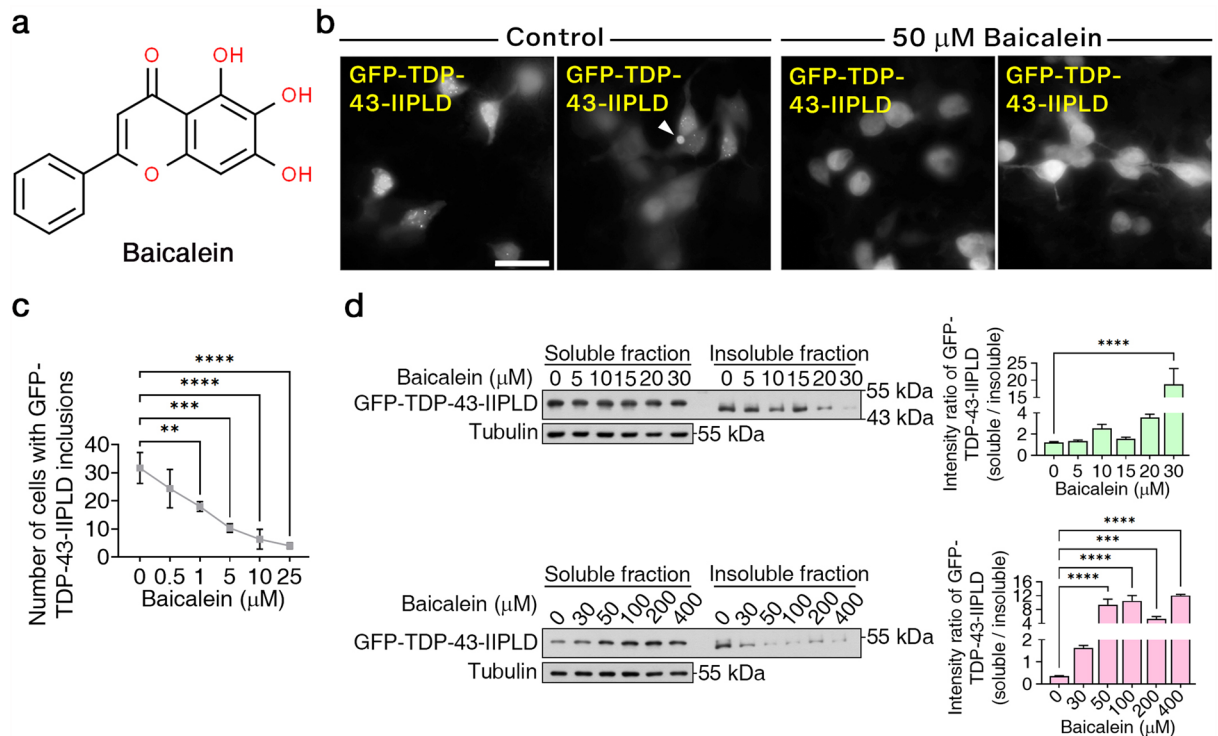 a
O
OH
OH
OH
O
Baicalein
b
Control
50 μM Baicalein
GFP-TDP-
43-IIPLD
GFP-TDP-
43-IIPLD
GFP-TDP-
43-IIPLD
GFP-TDP-
43-IIPLD
c
Number of cells with GFP-
TDP-43-IIPLD inclusions
****
****
***
**
40
30
20
10
0
0 0.5 1 5 10 25
Baicalein (μM)
d
Soluble fraction Insoluble fraction
Baicalein (μM) 0 5 10 15 20 30 0 5 10 15 20 30
GFP-TDP-43-IIPLD
55 kDa
43 kDa
Tubulin
55 kDa
Intensity ratio of GFP-
TDP-43-IIPLD
(soluble / insoluble)
****
25
20
15
10
4
2
0
0 5 10 15 20 30
Baicalein (μM)
Soluble fraction Insoluble fraction
Baicalein (μM) 0 30 50 100 200 400 0 30 50 100 200 400
GFP-TDP-43-IIPLD
55 kDa
Tubulin
55 kDa
Intensity ratio of GFP-
TDP-43-IIPLD
(soluble / insoluble)
****
***
****
****
16
12
8
4
2
1
0
0 30 50 100 200 400
Baicalein (μM)